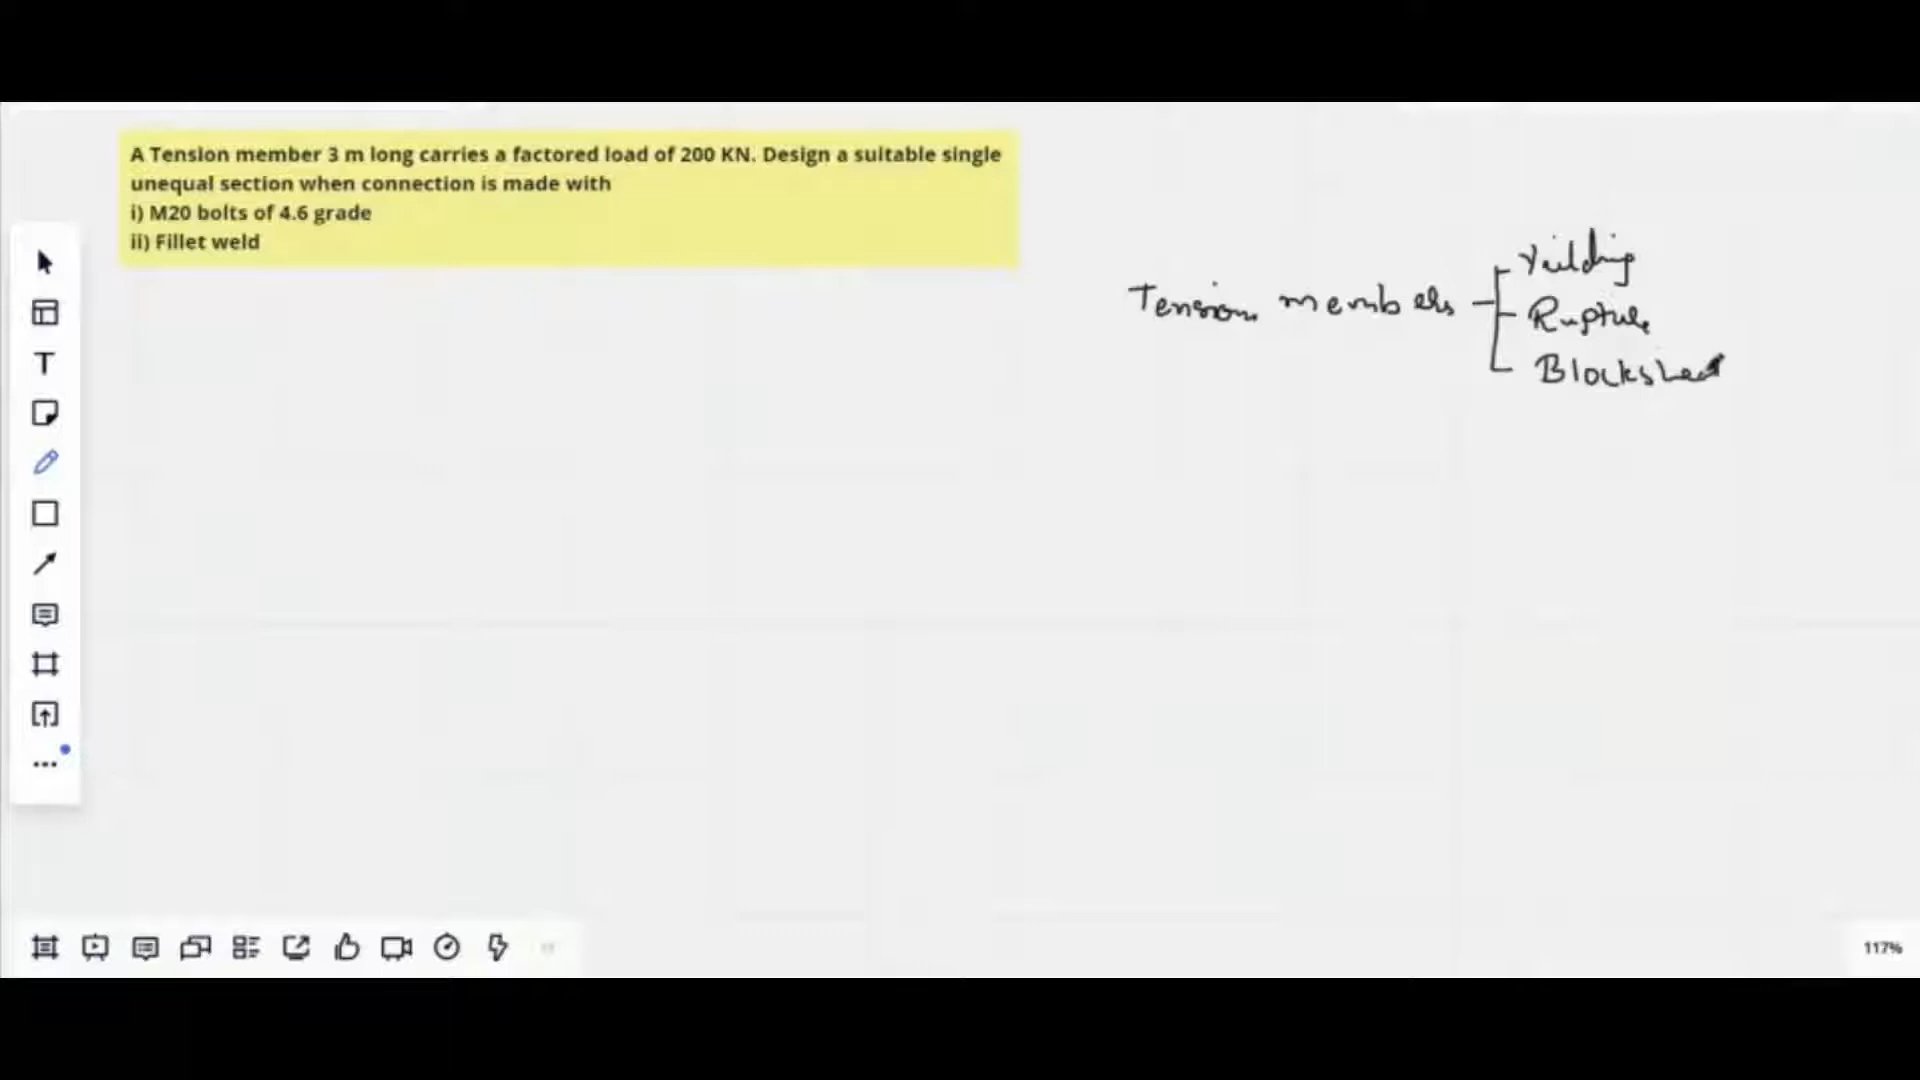 A Tension member 3 m long carries a factored load of 200 KN. Design a suitable single
unequal section when connection is made with
i) M20 bolts of 4.6 grade
ii) Fillet weld
Tension members
Yeilding
Rupture
Blockshear
T
117%